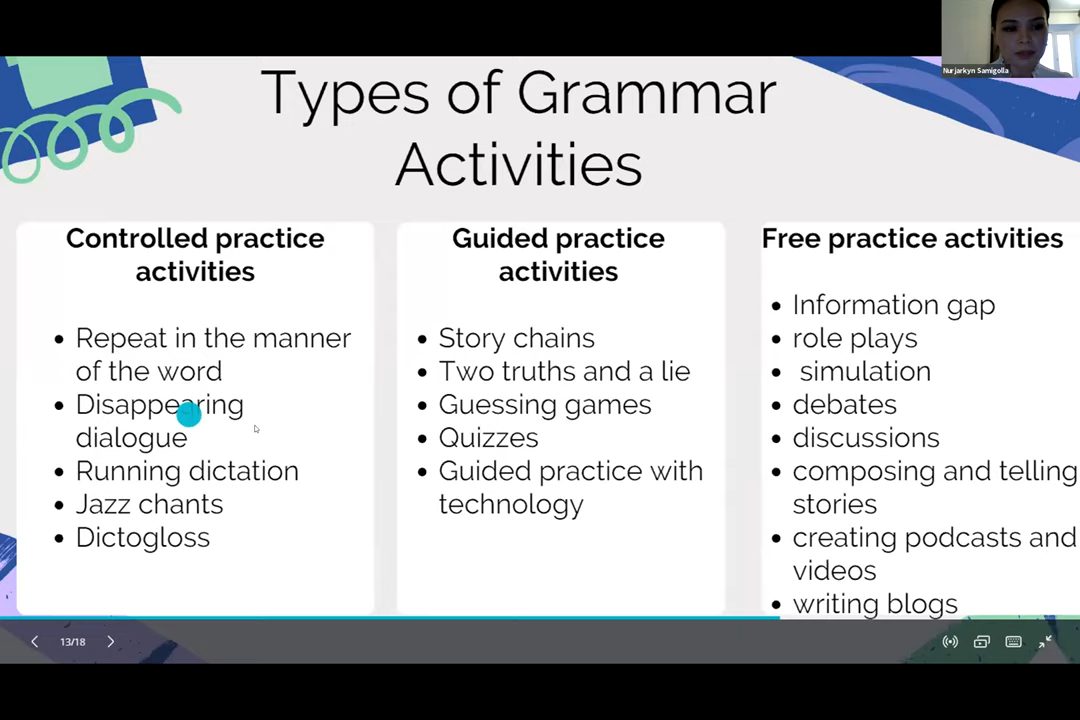 Nurjarkyn Samigolla
Types of Grammar
Activities
Controlled practice
activities
• Repeat in the manner
of the word
• Disappearing
dialogue
• Running dictation
• Jazz chants
• Dictogloss
Guided practice
activities
• Story chains
• Two truths and a lie
• Guessing games
• Quizzes
• Guided practice with
technology
Free practice activities
• Information gap
• role plays
• simulation
• debates
• discussions
• composing and telling
stories
• creating podcasts and
videos
• writing blogs
13/18